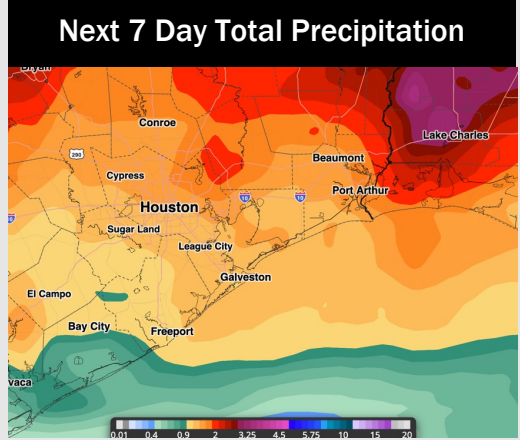 Next 7 Day Total Precipitation
Bryan
Conroe
290
Lake Charles
Beaumont
Cypress
Port Arthur
10
10
Houston
Sugar Land
League City
Galveston
El Campo
Bay City
Freeport
vaca
0.01 0.4 0.9 2 3.25 4.5 5.75 10 15 20